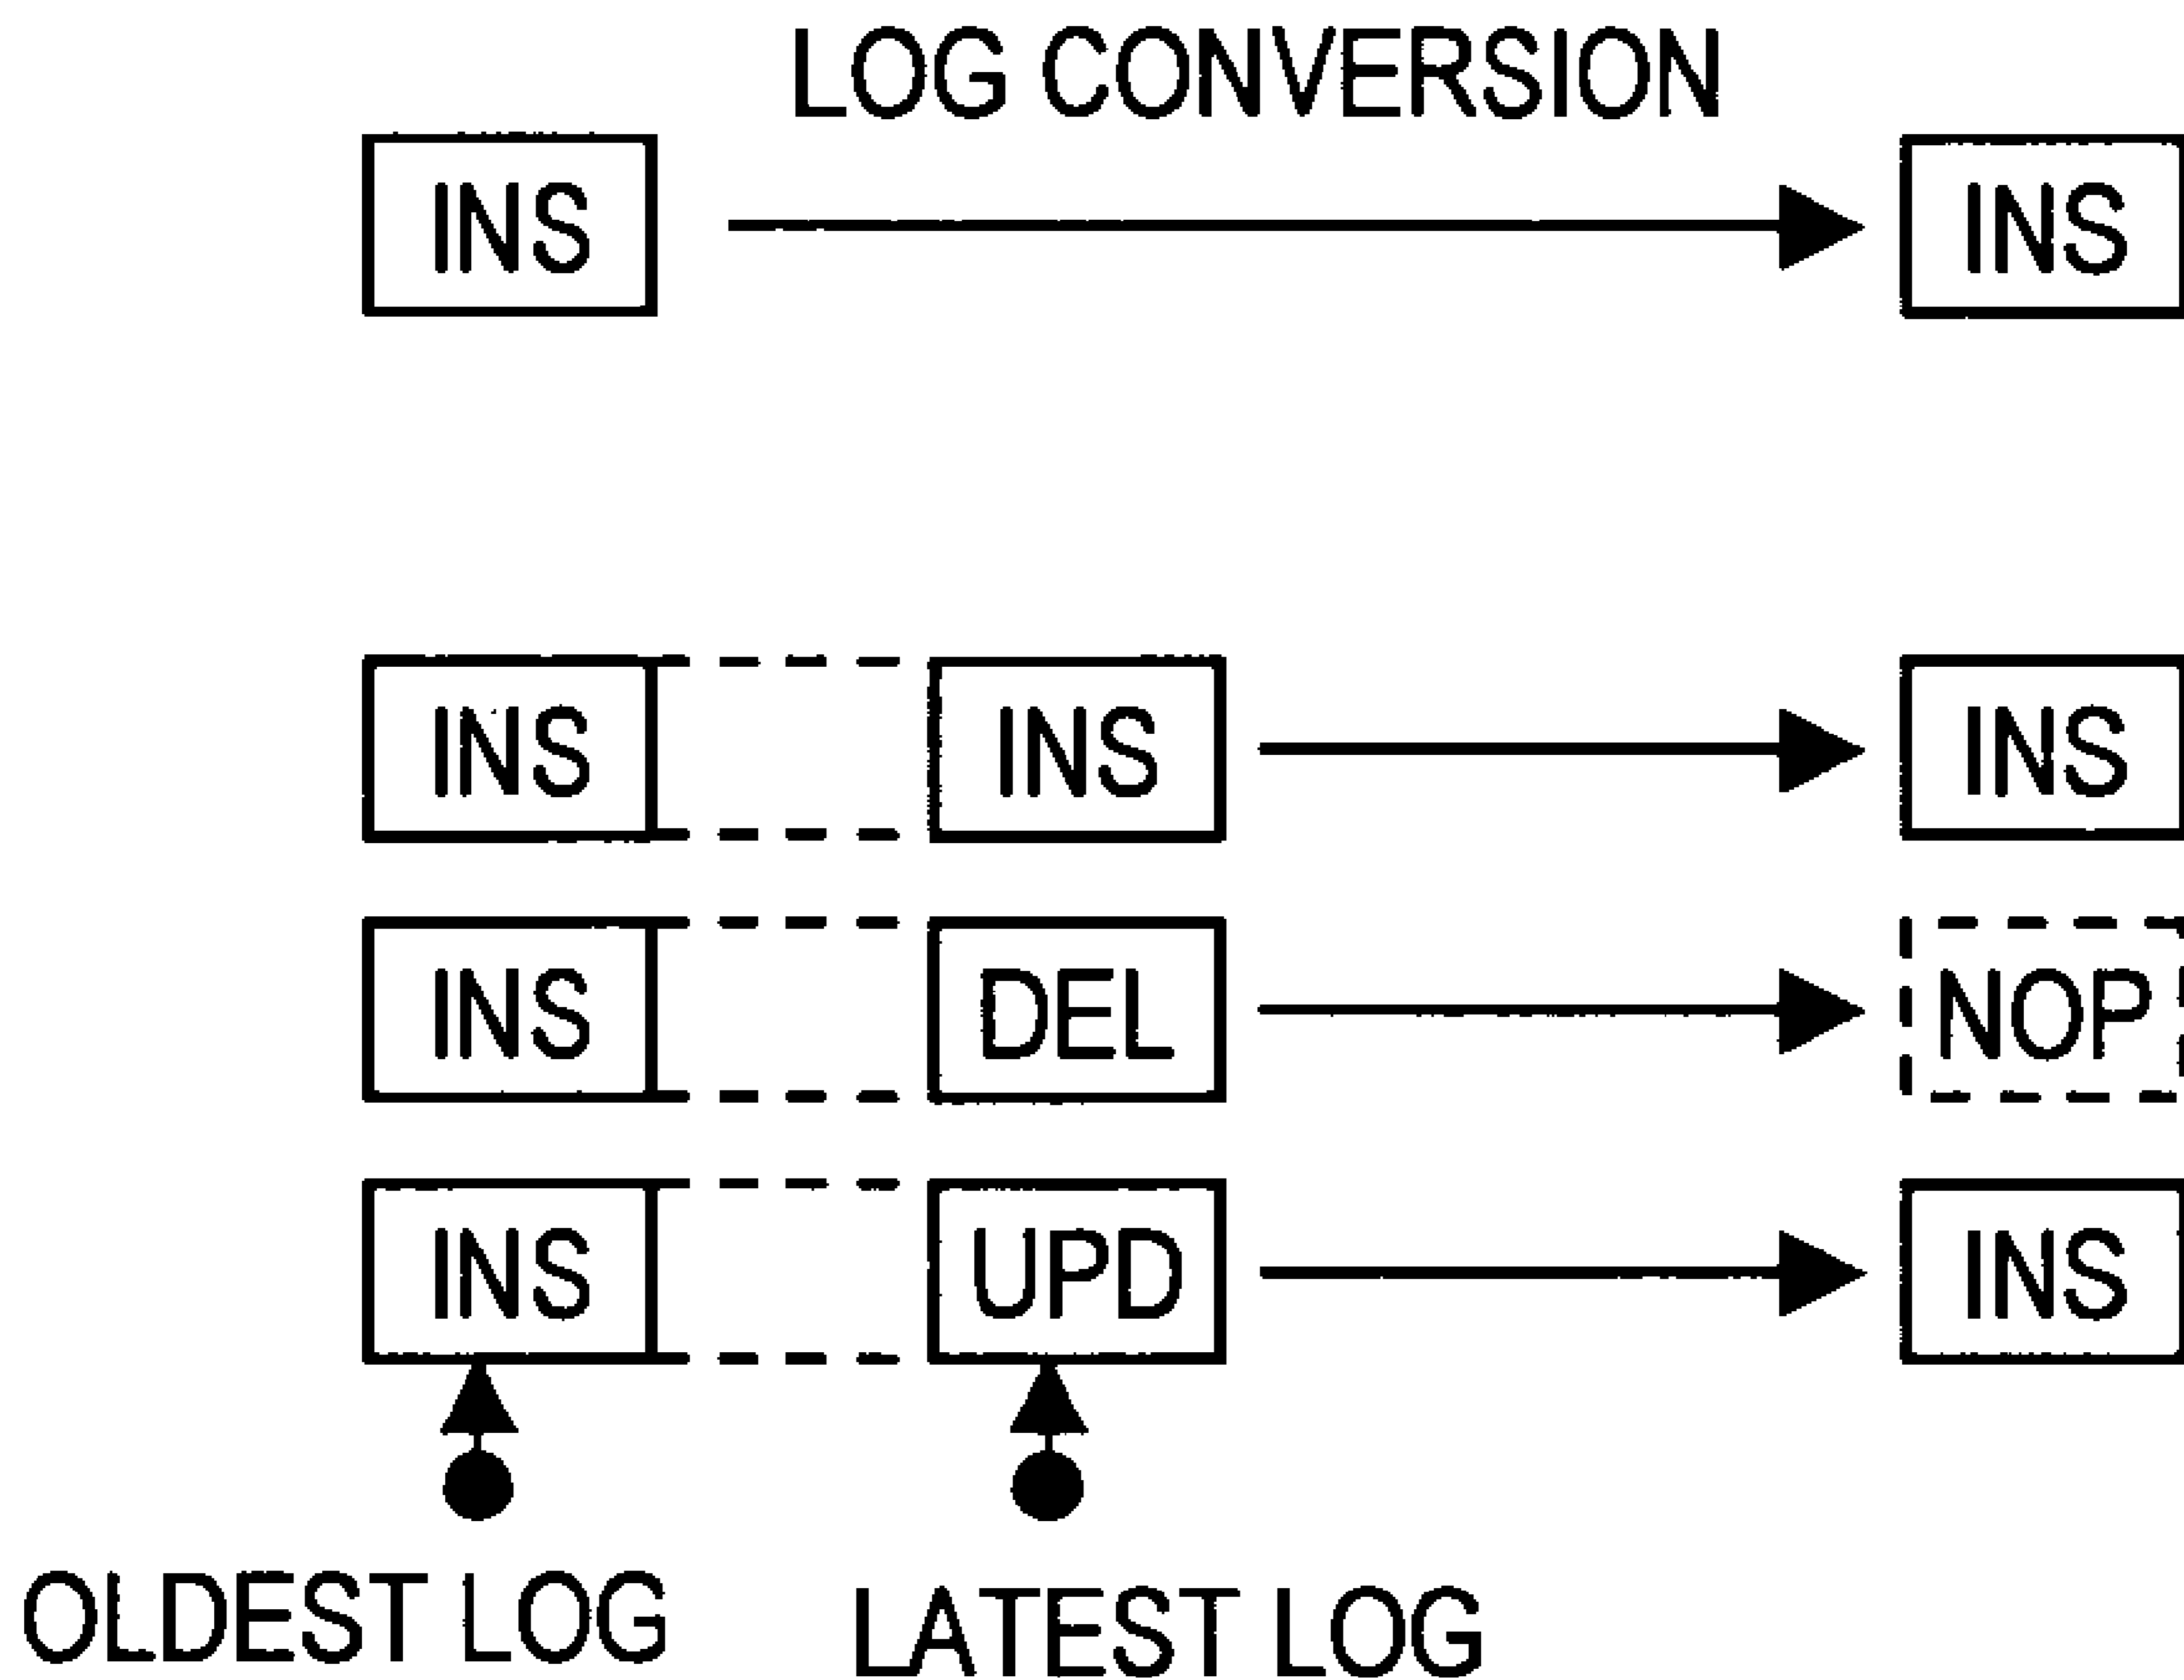 LOG CONVERSION
INS INS
INS INS INS
INS DEL NOP
INS UPD INS
OLDEST LOG LATEST LOG